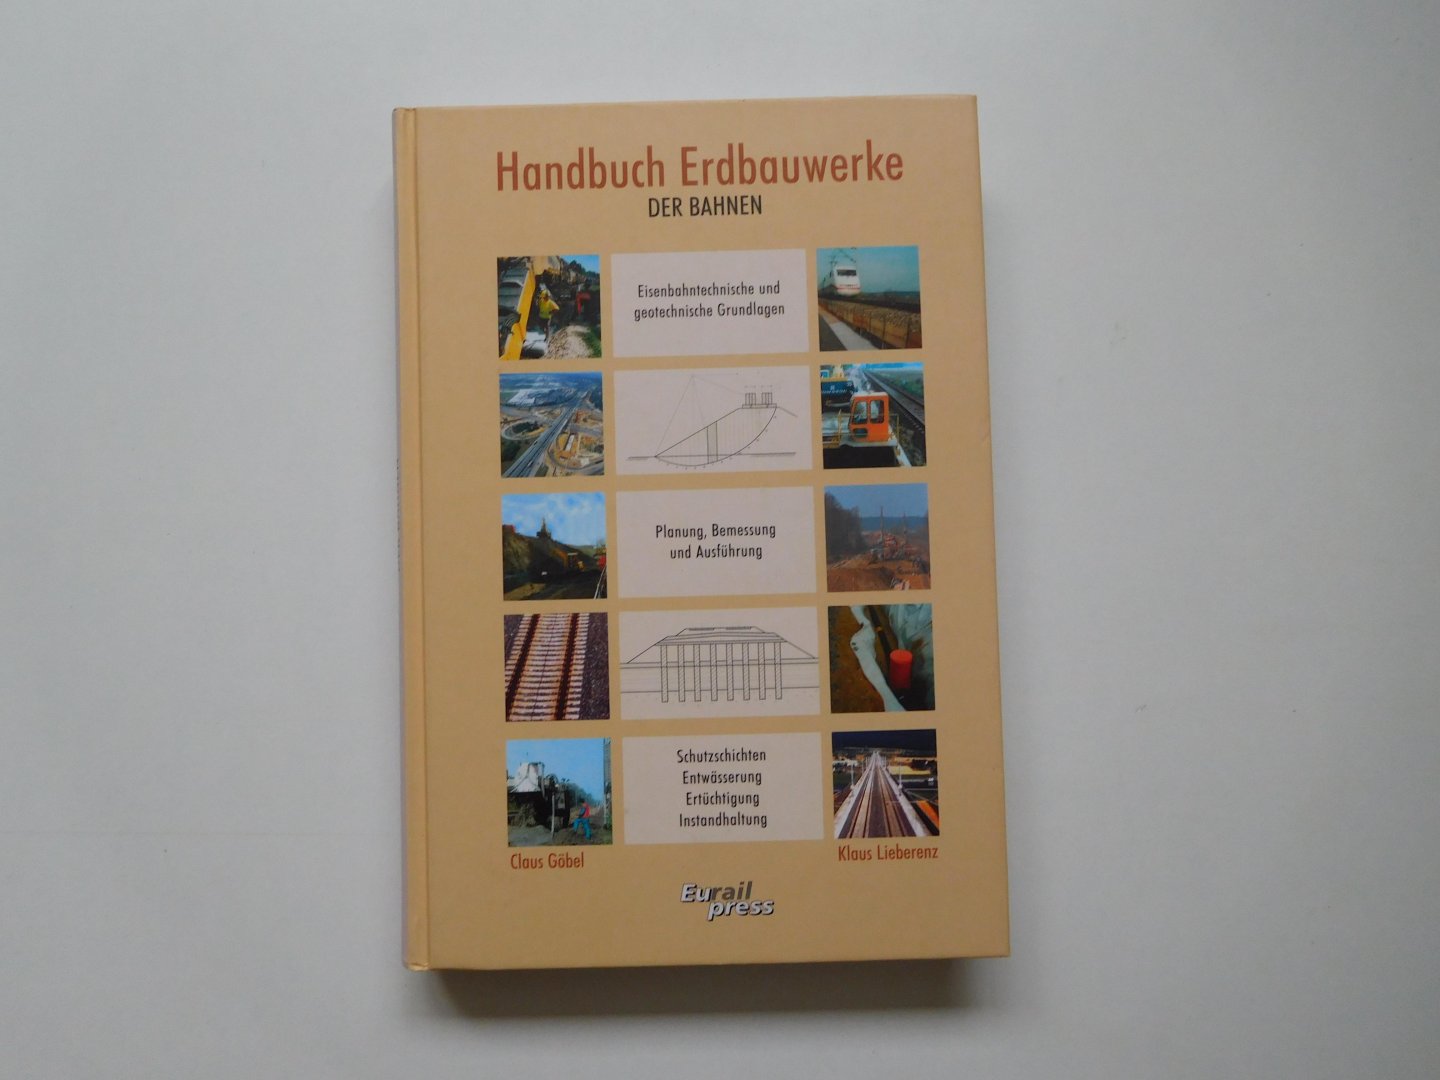 Handbuch Erdbauwerke
DER BAHNEN
Eisenbahntechnische und
geotechnische Grundlagen
Planung, Bemessung
und Ausführung
Schutzschichten
Entwässerung
Ertüchtigung
Instandhaltung
Claus Göbel
Klaus Lieberenz
Eurail
press